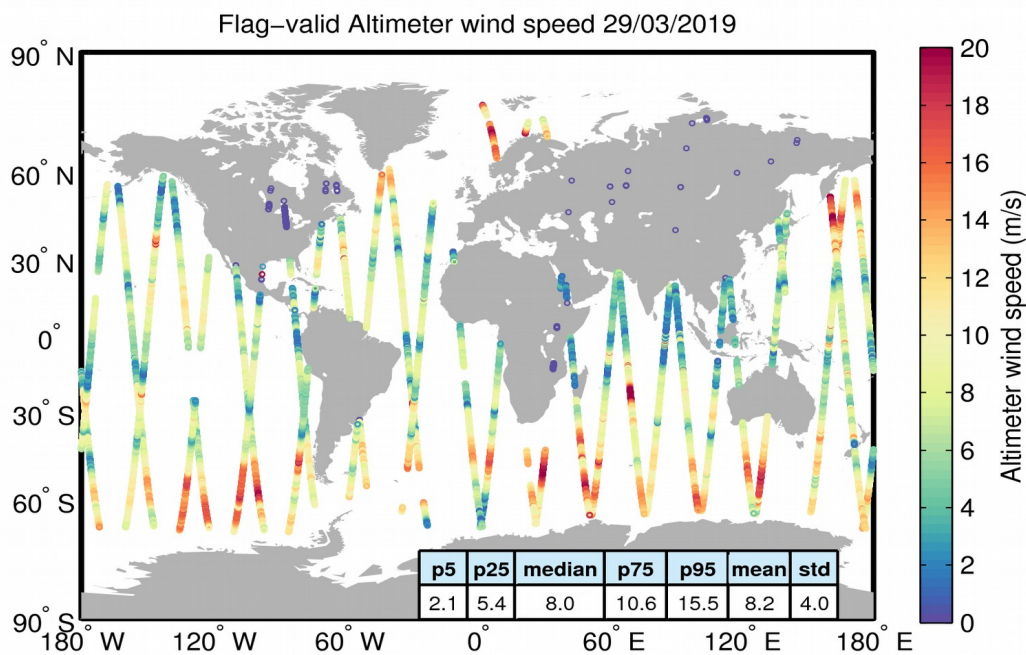 Flag−valid Altimeter wind speed 29/03/2019
90° N
60° N
30° N
0°
30° S
60° S
90° S
180° W
120° W
60° W
0°
60° E
120° E
180° E
p5 p25 median p75 p95 mean std
2.1 5.4 8.0 10.6 15.5 8.2 4.0
20
18
16
14
12
10
8
6
4
2
0
Altimeter wind speed (m/s)